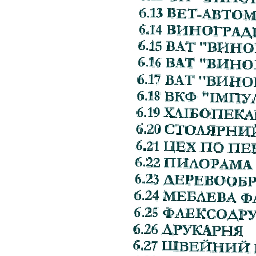 6.13 ВЕТ-АВТОМ
6.14 ВИНОГРАД
6.15 ВАТ "ВИНО
6.16 ВАТ "ВИНО
6.17 ВАТ "ВИНО
6.18 ВКФ "ІМПУЛ
6.19 ХЛІБОПЕКА
6.20 СТОЛЯРНИЙ
6.21 ЦЕХ ПО ПЕ
6.22 ПИЛОРАМА
6.23 ДЕРЕВООБР
6.24 МЕБЛЕВА Ф
6.25 ФЛЕКСОДРУ
6.26 ДРУКАРНЯ
6.27 ШВЕЙНИЙ